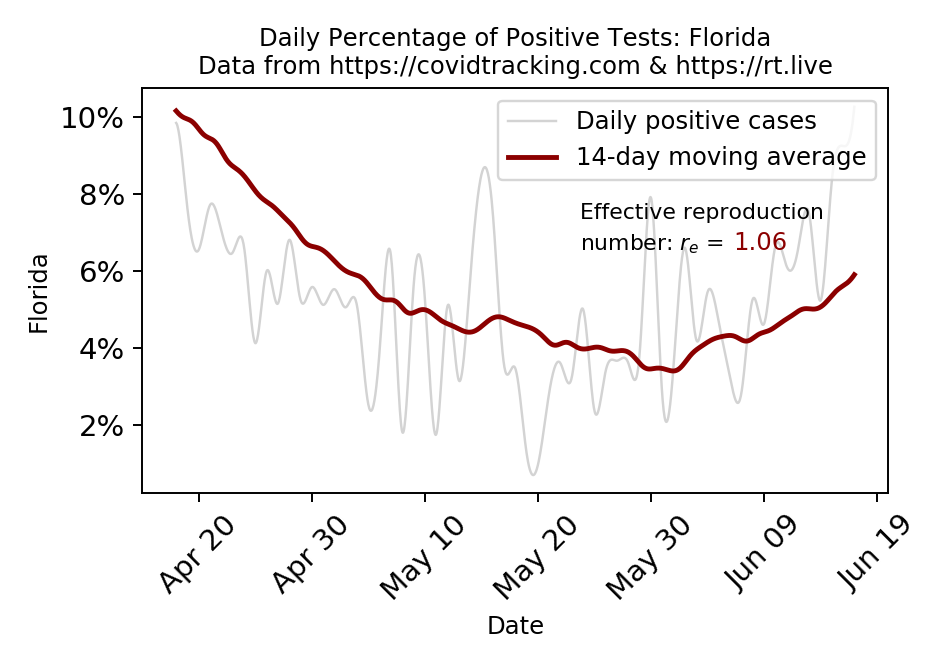 Daily Percentage of Positive Tests: Florida
Data from https://covidtracking.com & https://rt.live
10%
8%
6%
4%
2%
Florida
Daily positive cases
14-day moving average
Effective reproduction
number: rₑ = 1.06
Apr 20
Apr 30
May 10
May 20
May 30
Jun 09
Jun 19
Date